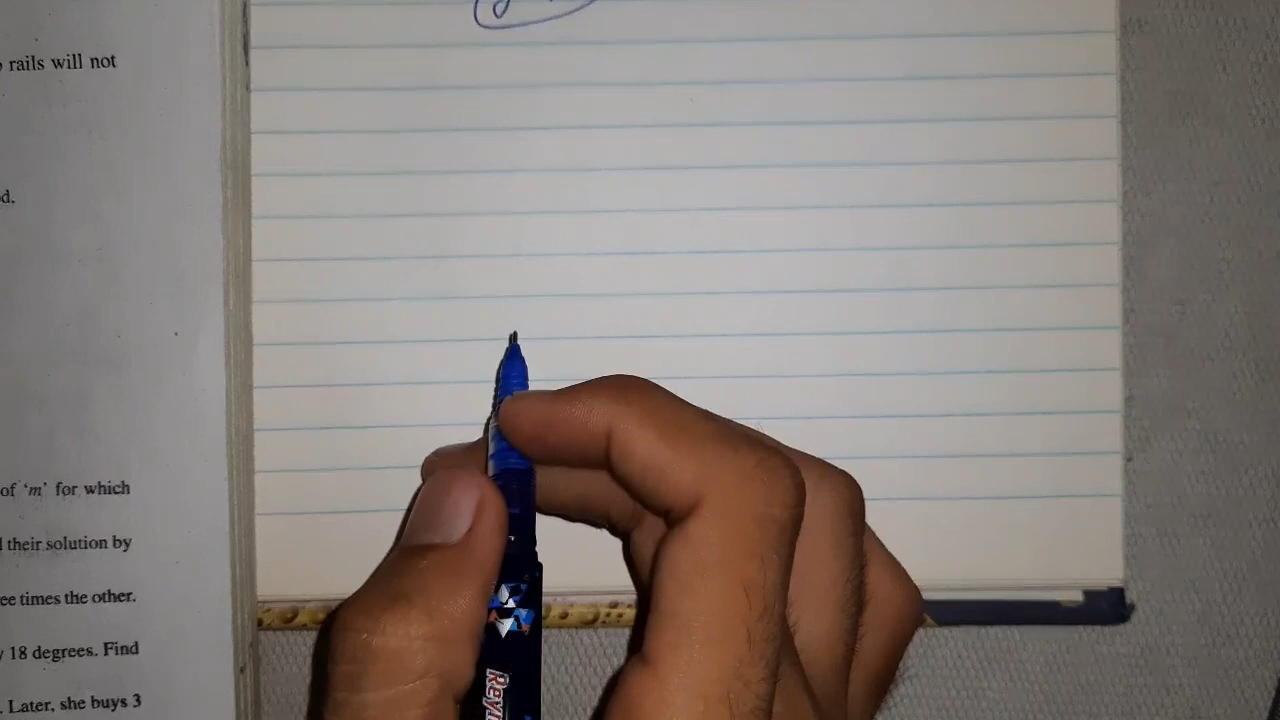 rails will not
d.
of ‘m’ for which
their solution by
ee times the other.
18 degrees. Find
. Later, she buys 3